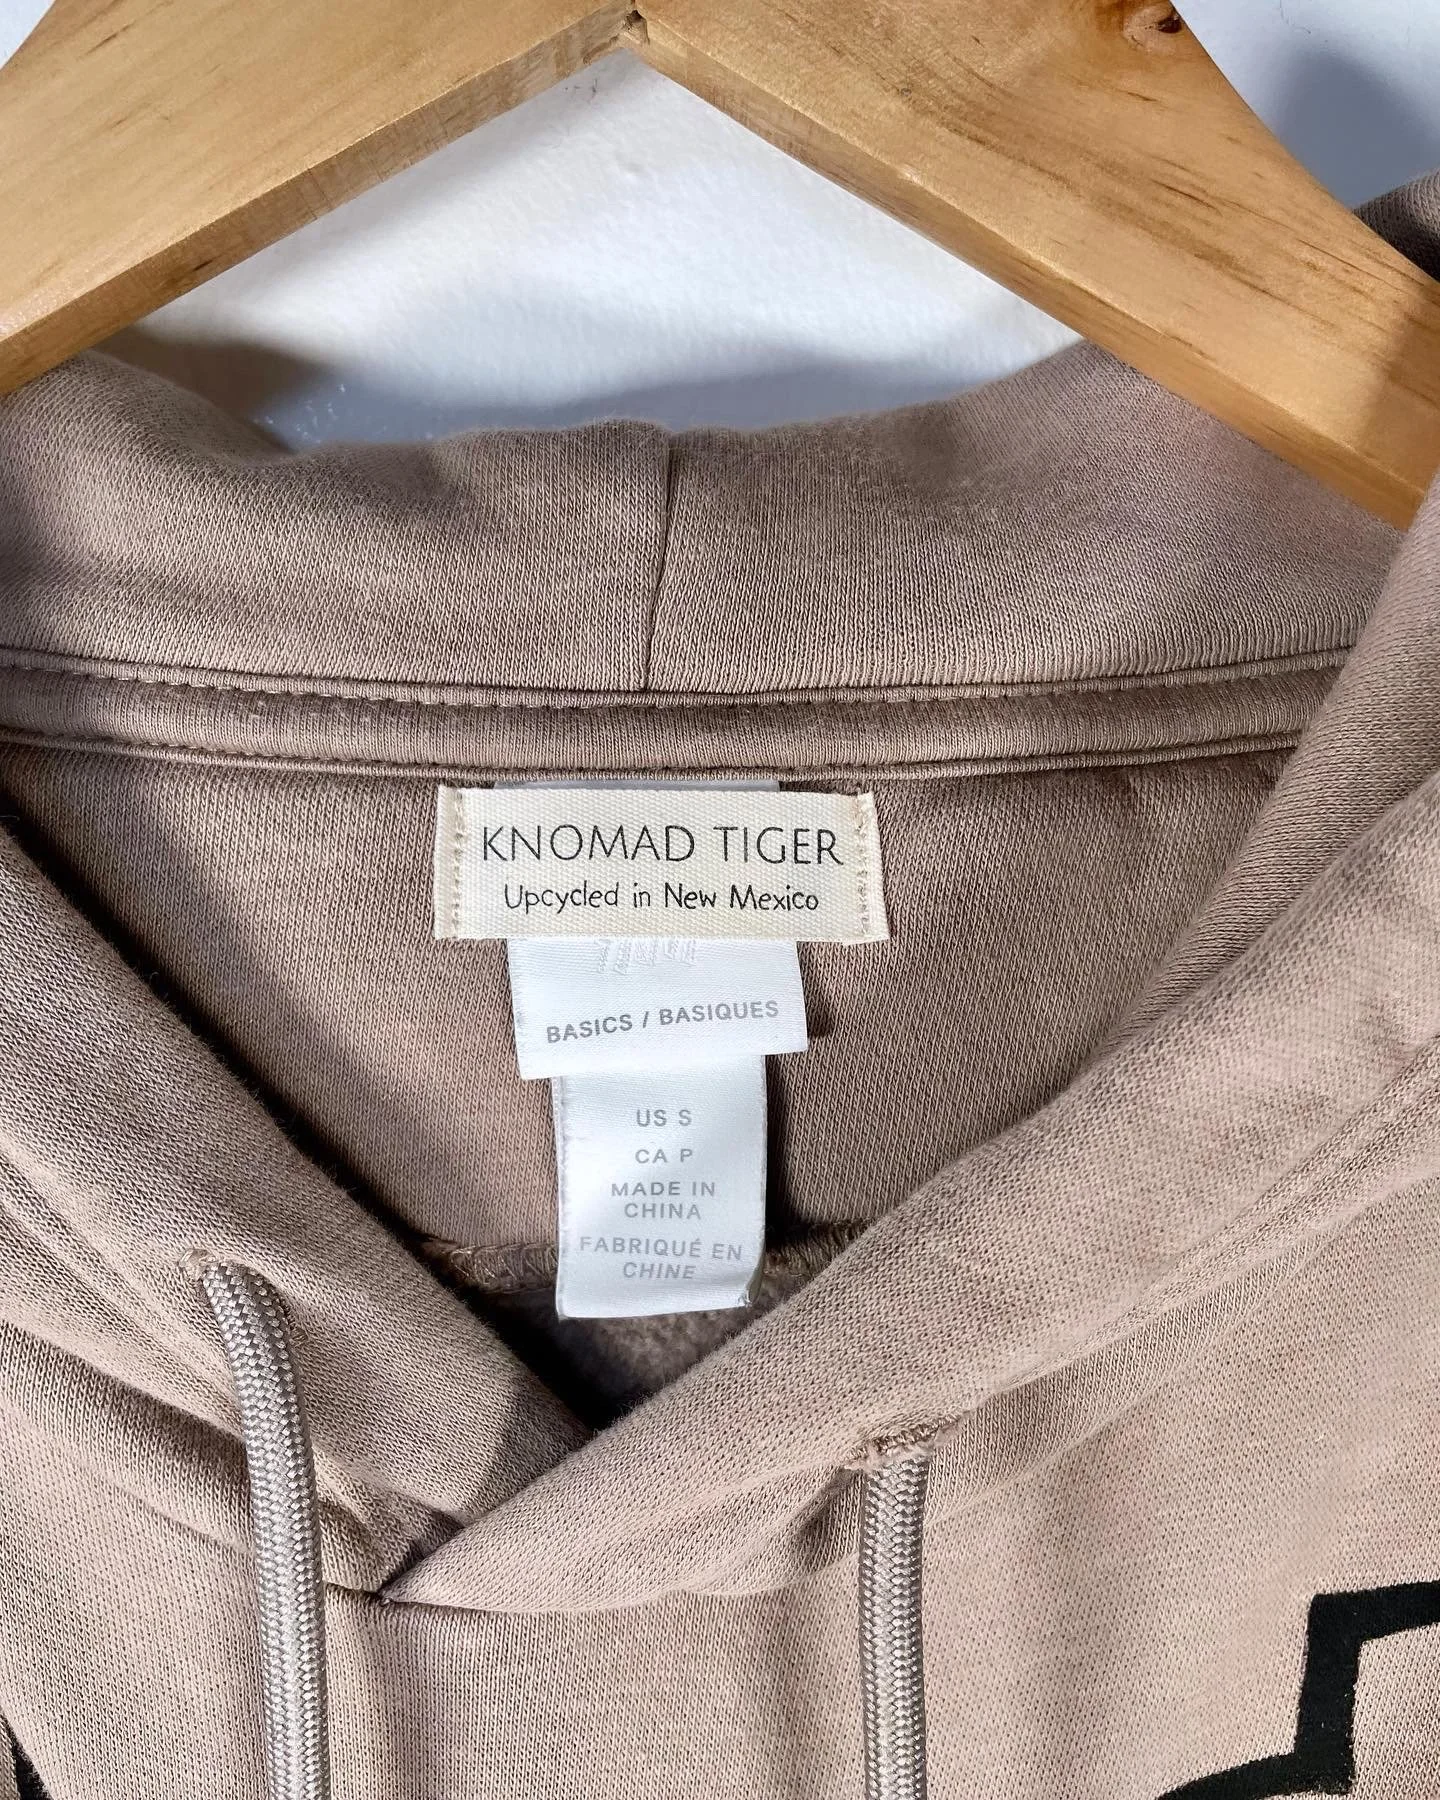 KNOMAD TIGER
Upcycled in New Mexico
BASICS / BASIQUES
US S
CA P
MADE IN
CHINA
FABRIQUÉ EN
CHINE